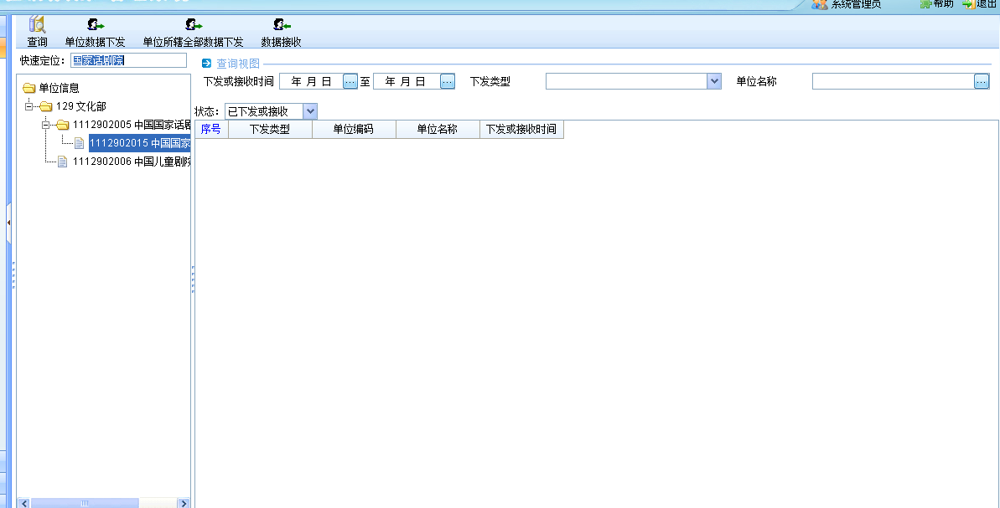 系统管理员 帮助 退出
查询 单位数据下发 单位所辖全部数据下发 数据接收
快速定位： 国家话剧院
查询视图
下发或接收时间 年 月 日 至 年 月 日 下发类型 单位名称
状态： 已下发或接收
序号 下发类型 单位编码 单位名称 下发或接收时间
单位信息
129 文化部
1112902005 中国国家话剧
1112902015 中国国家
1112902006 中国儿童剧院